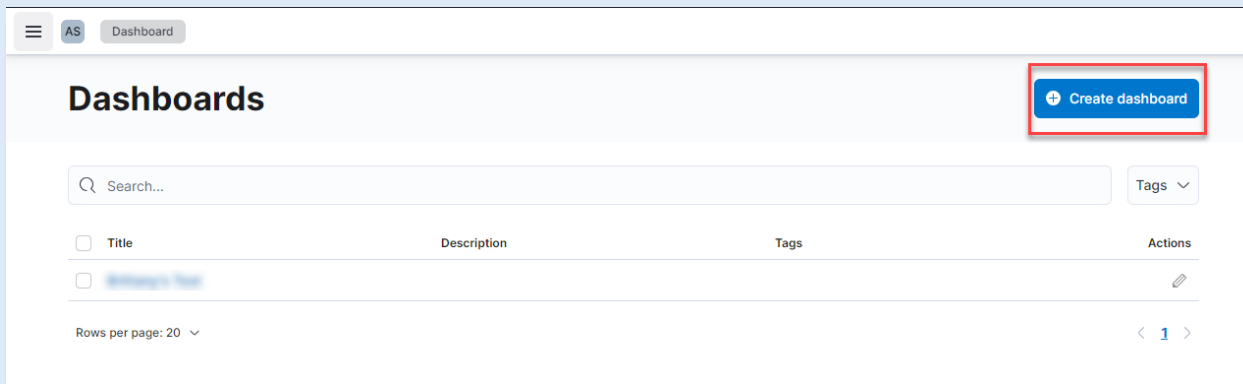 AS Dashboard
Dashboards
Create dashboard
Search...
Tags
Title Description Tags Actions
Rows per page: 20
1